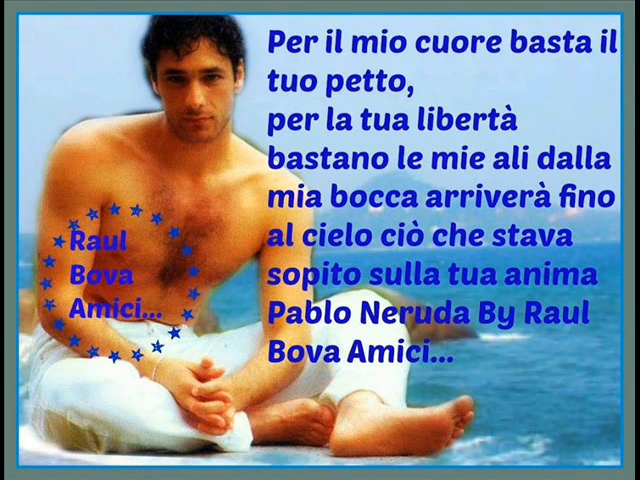 Per il mio cuore basta il
tuo petto,
per la tua libertà
bastano le mie ali dalla
mia bocca arriverà fino
al cielo ciò che stava
sopito sulla tua anima
Pablo Neruda By Raul
Bova Amici...
Raul
Bova
Amici...